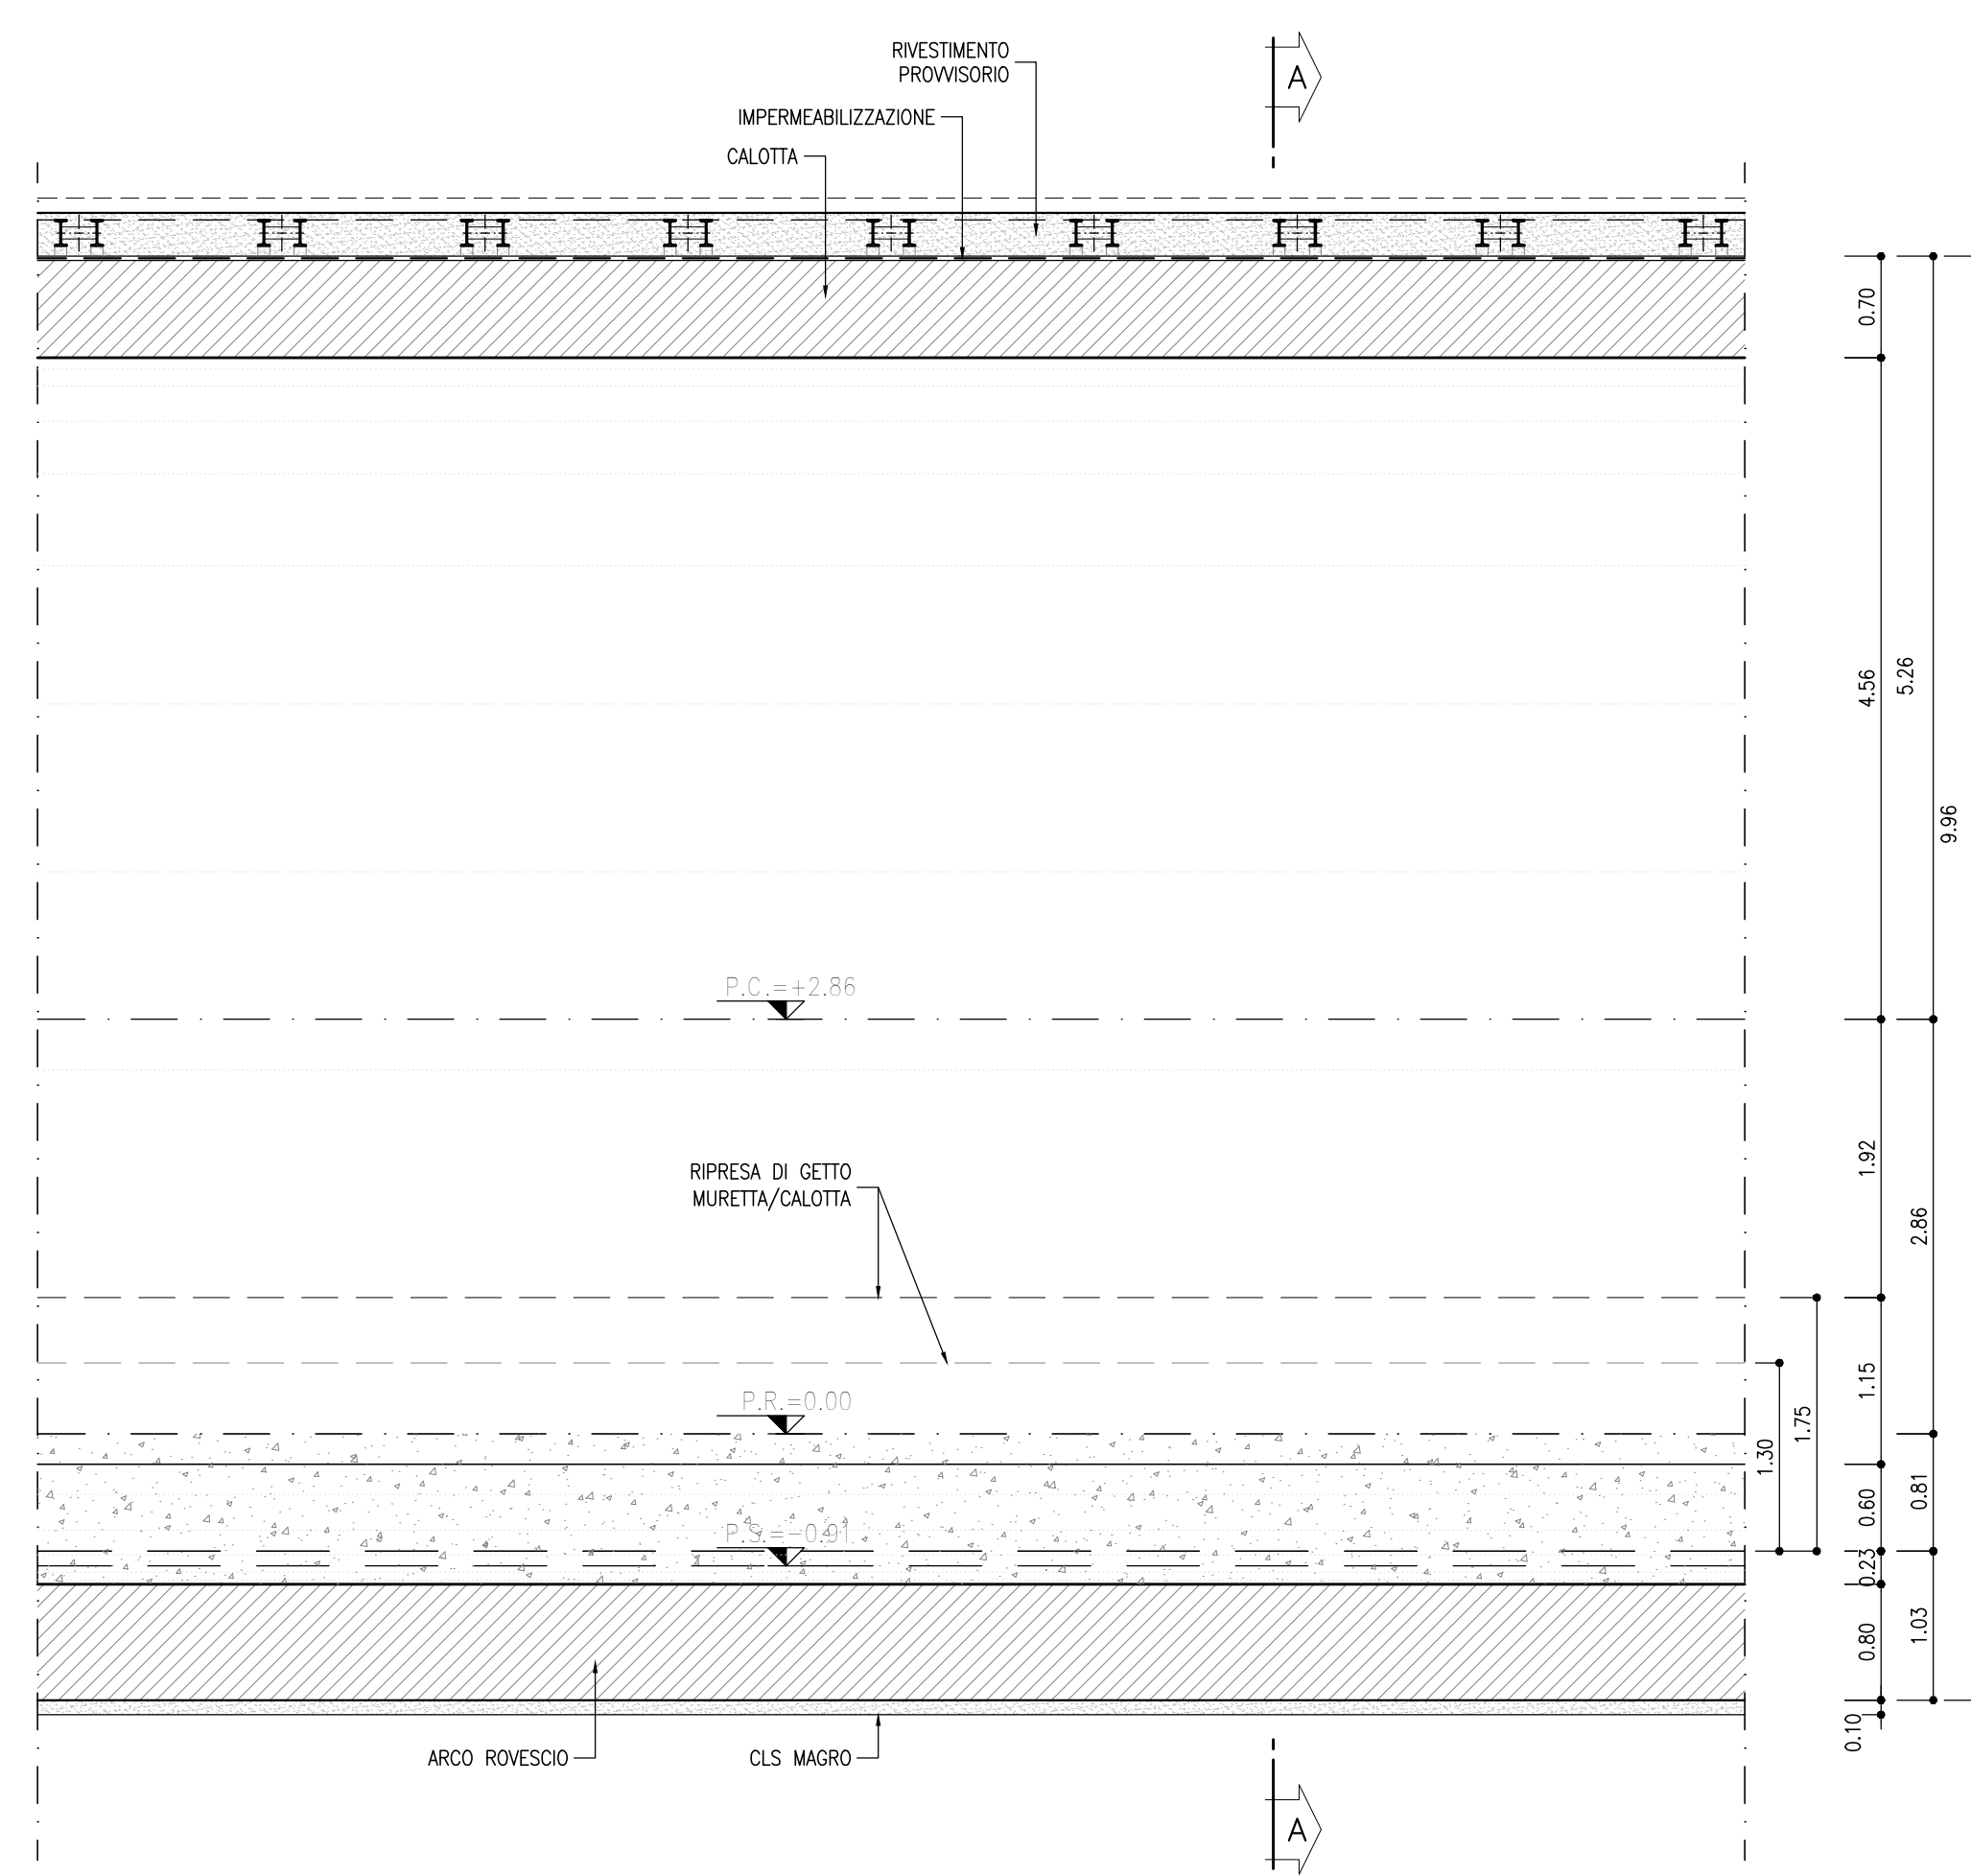 RIVESTIMENTO
PROVVISORIO
A
IMPERMEABILIZZAZIONE
CALOTTA
0.70
4.56
5.26
9.96
P.C.=+2.86
1.92
RIPRESA DI GETTO
MURETTA/CALOTTA
2.86
1.15
P.R.=0.00
1.75
1.30
0.60
0.81
P.S.=-0.91
0.23
0.80
1.03
0.10
ARCO ROVESCIO
CLS MAGRO
A